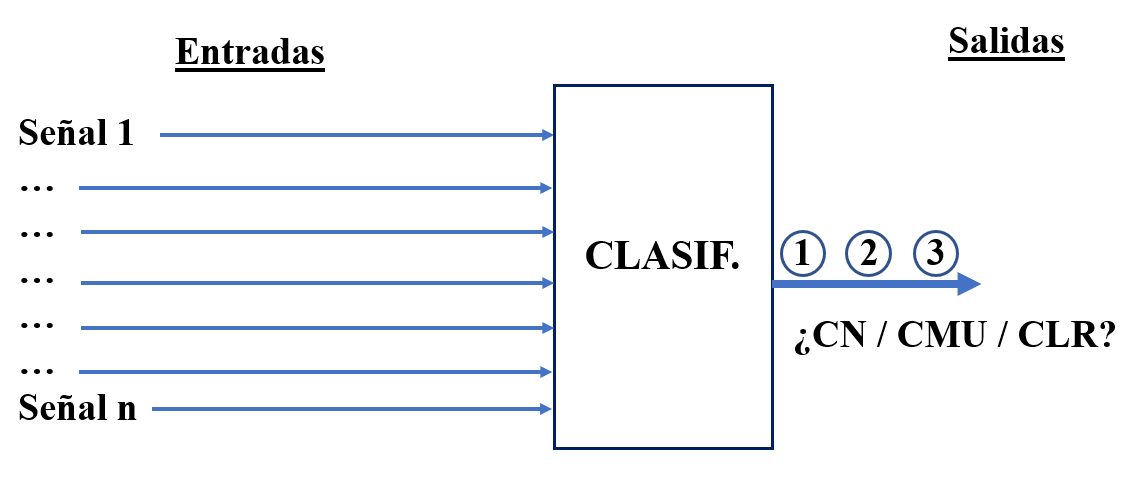 Entradas
Salidas
Señal 1
...
...
...
...
...
Señal n
CLASIF.
1 2 3
¿CN / CMU / CLR?